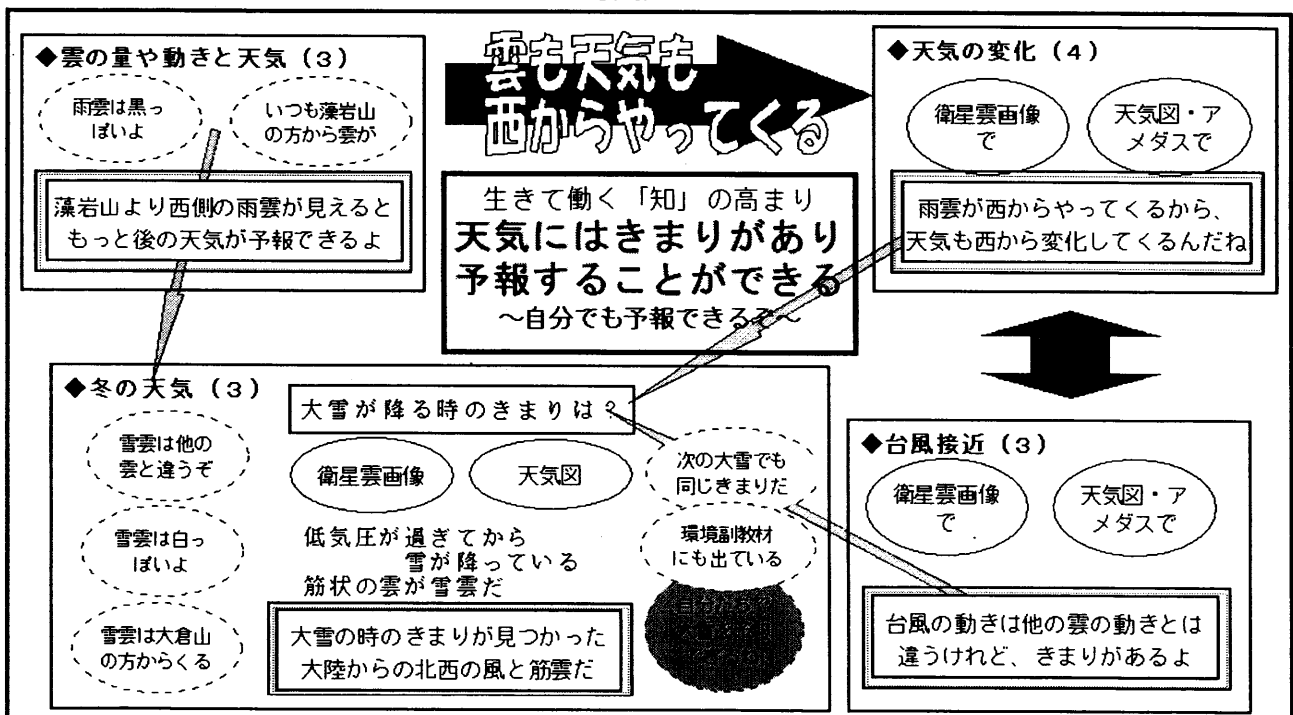 ◆雲の量や動きと天気(3)
雨雲は黒っ
ぽいよ
いつも藻岩山
の方から雲が
藻岩山より西側の雨雲が見えると
もっと後の天気が予報できるよ
雲も天気も
西からやってくる
生きて働く「知」の高まり
天気にはきまりがあり
予報することができる
~自分でも予報できるぞ~
◆天気の変化(4)
衛星雲画像
で
天気図・ア
メダスで
雨雲が西からやってくるから、
天気も西から変化してくるんだね
◆冬の天気(3)
大雪が降る時のきまりは?
雪雲は他の
雲と違うぞ
雪雲は白っ
ぽいよ
雪雲は大倉山
の方からくる
衛星雲画像
天気図
低気圧が過ぎてから
雪が降っている
筋状の雲が雪雲だ
大雪の時のきまりが見つかった
大陸からの北西の風と筋雲だ
次の大雪でも
同じきまりだ
環境副教材
にも出ている
◆台風接近(3)
衛星雲画像
で
天気図・ア
メダスで
台風の動きは他の雲の動きとは
違うけれど、きまりがあるよ